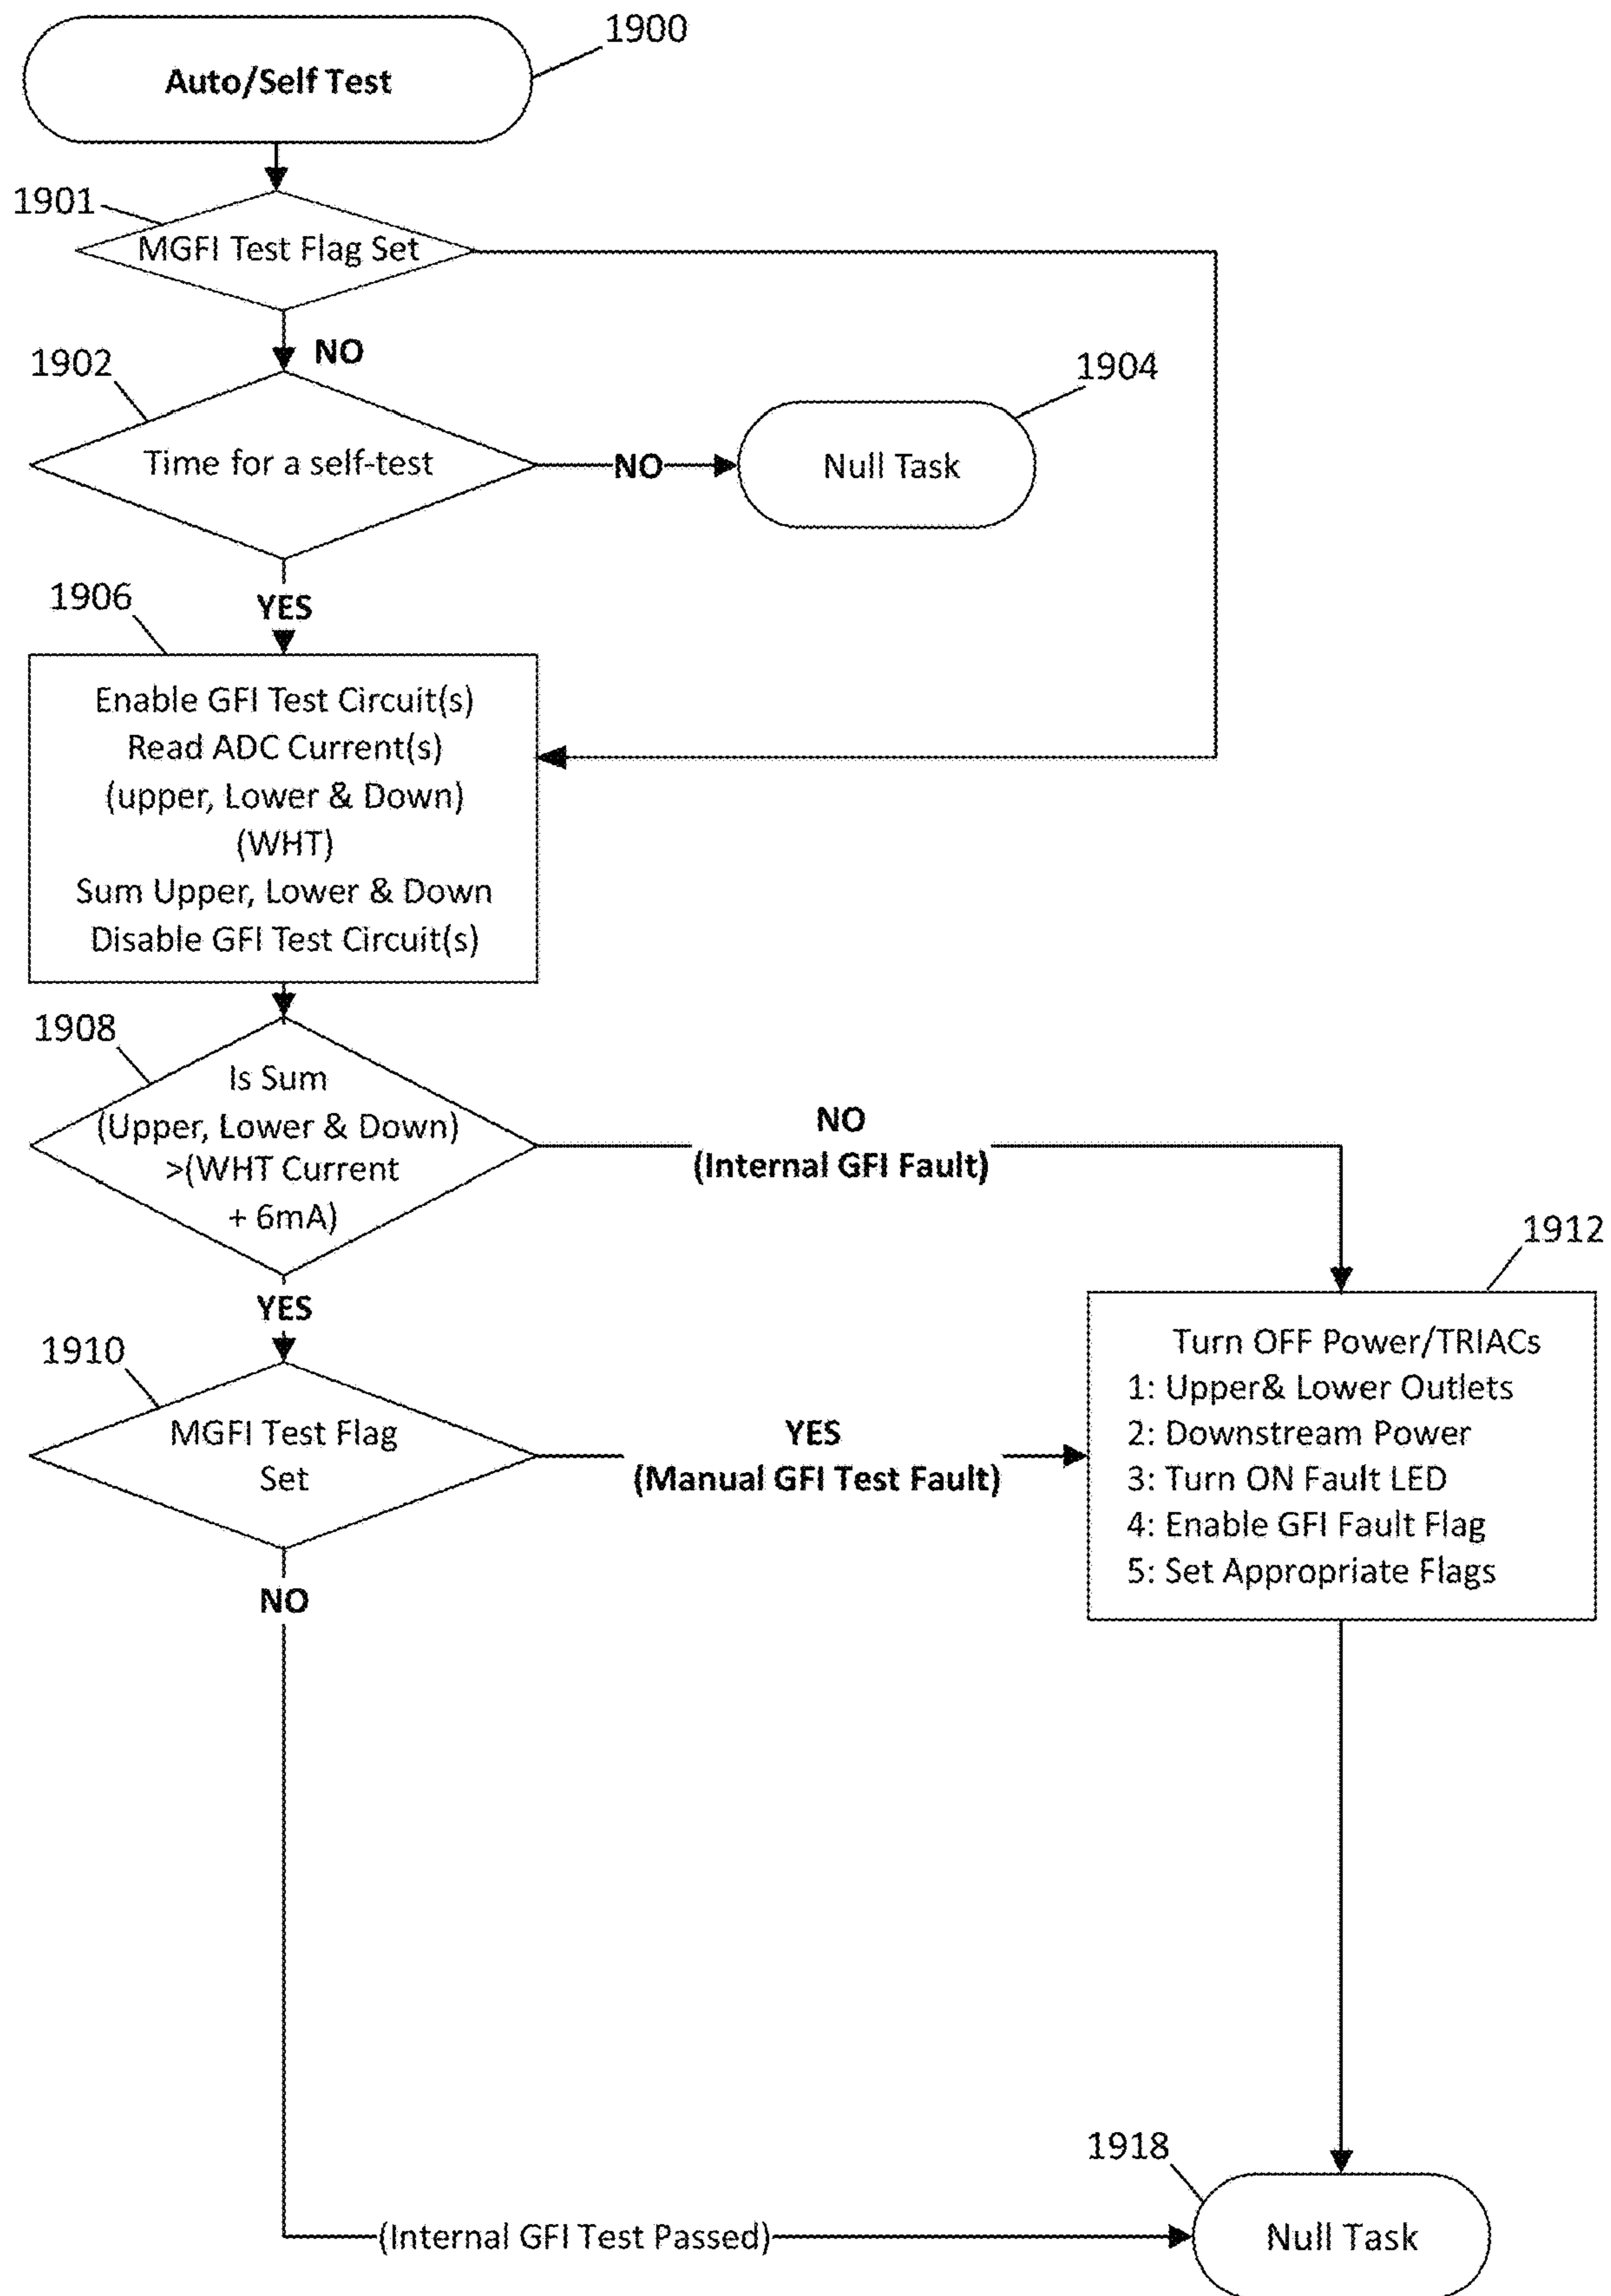 1900
Auto/Self Test
1901
MGFI Test Flag Set
NO
1902
Time for a self-test
NO
1904
Null Task
YES
1906
Enable GFI Test Circuit(s)
Read ADC Current(s)
(upper, Lower & Down)
(WHT)
Sum Upper, Lower & Down
Disable GFI Test Circuit(s)
1908
Is Sum
(Upper, Lower & Down)
>(WHT Current
+ 6mA)
NO
(Internal GFI Fault)
YES
1910
MGFI Test Flag
Set
YES
(Manual GFI Test Fault)
1912
Turn OFF Power/TRIACs
1: Upper& Lower Outlets
2: Downstream Power
3: Turn ON Fault LED
4: Enable GFI Fault Flag
5: Set Appropriate Flags
NO
(Internal GFI Test Passed)
1918
Null Task